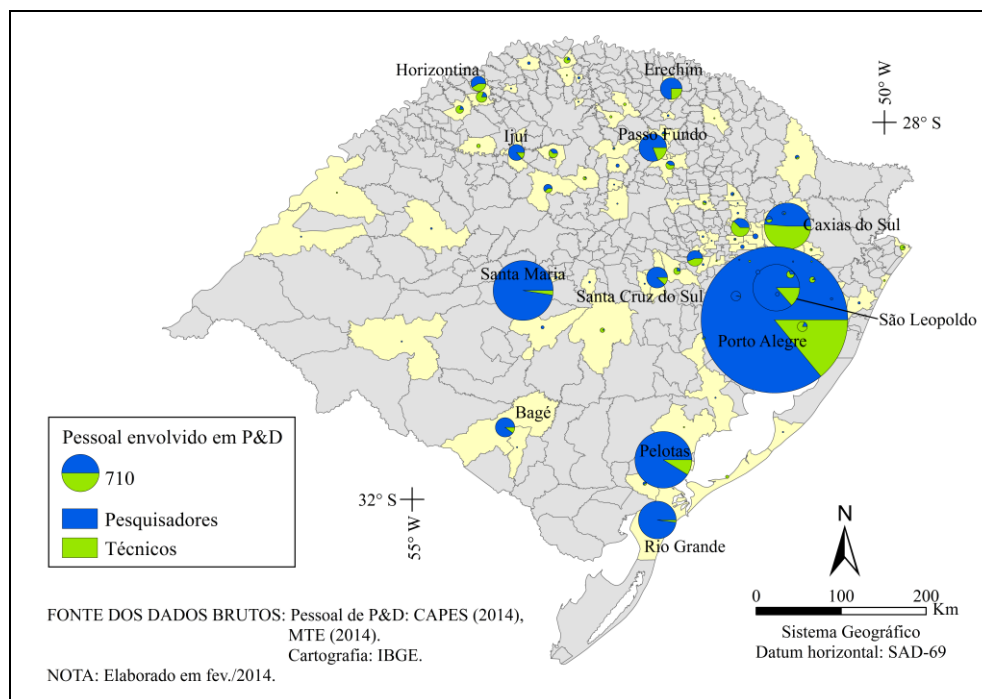 Horizontina
Erechim
50° W
28° S
Ijuí
Passo Fundo
Caxias do Sul
Santa Maria
Santa Cruz do Sul
São Leopoldo
Porto Alegre
Bagé
Pelotas
Rio Grande
32° S
55° W
Pessoal envolvido em P&D
710
Pesquisadores
Técnicos
N
0 100 200
Km
Sistema Geográfico
Datum horizontal: SAD-69
FONTE DOS DADOS BRUTOS: Pessoal de P&D: CAPES (2014),
MTE (2014).
Cartografia: IBGE.
NOTA: Elaborado em fev./2014.